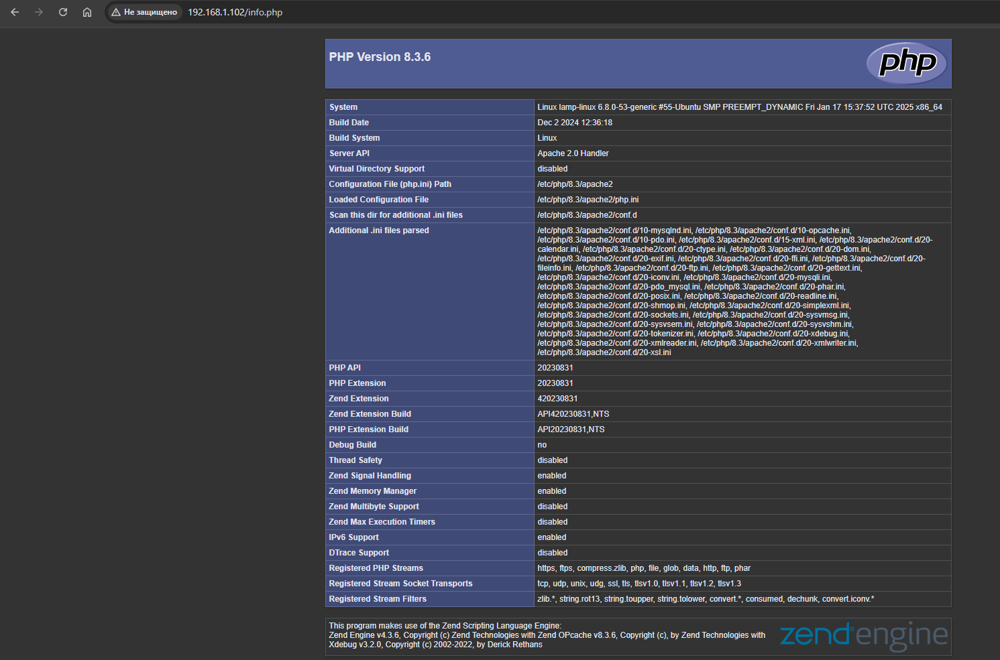 Не защищено 192.168.1.102/info.php
PHP Version 8.3.6
php
System Linux lamp-linux 6.8.0-53-generic #55-Ubuntu SMP PREEMPT_DYNAMIC Fri Jan 17 15:37:52 UTC 2025 x86_64
Build Date Dec 2 2024 12:36:18
Build System Linux
Server API Apache 2.0 Handler
Virtual Directory Support disabled
Configuration File (php.ini) Path /etc/php/8.3/apache2
Loaded Configuration File /etc/php/8.3/apache2/php.ini
Scan this dir for additional .ini files /etc/php/8.3/apache2/conf.d
Additional .ini files parsed /etc/php/8.3/apache2/conf.d/10-mysqlnd.ini, /etc/php/8.3/apache2/conf.d/10-opcache.ini,
/etc/php/8.3/apache2/conf.d/10-pdo.ini, /etc/php/8.3/apache2/conf.d/15-xml.ini, /etc/php/8.3/apache2/conf.d/20-
calendar.ini, /etc/php/8.3/apache2/conf.d/20-ctype.ini, /etc/php/8.3/apache2/conf.d/20-dom.ini,
/etc/php/8.3/apache2/conf.d/20-exif.ini, /etc/php/8.3/apache2/conf.d/20-ffi.ini, /etc/php/8.3/apache2/conf.d/20-
fileinfo.ini, /etc/php/8.3/apache2/conf.d/20-ftp.ini, /etc/php/8.3/apache2/conf.d/20-gettext.ini,
/etc/php/8.3/apache2/conf.d/20-iconv.ini, /etc/php/8.3/apache2/conf.d/20-mysqli.ini,
/etc/php/8.3/apache2/conf.d/20-pdo_mysql.ini, /etc/php/8.3/apache2/conf.d/20-phar.ini,
/etc/php/8.3/apache2/conf.d/20-posix.ini, /etc/php/8.3/apache2/conf.d/20-readline.ini,
/etc/php/8.3/apache2/conf.d/20-shmop.ini, /etc/php/8.3/apache2/conf.d/20-simplexml.ini,
/etc/php/8.3/apache2/conf.d/20-sockets.ini, /etc/php/8.3/apache2/conf.d/20-sysvmsg.ini,
/etc/php/8.3/apache2/conf.d/20-sysvsem.ini, /etc/php/8.3/apache2/conf.d/20-sysvshm.ini,
/etc/php/8.3/apache2/conf.d/20-tokenizer.ini, /etc/php/8.3/apache2/conf.d/20-xdebug.ini,
/etc/php/8.3/apache2/conf.d/20-xmlreader.ini, /etc/php/8.3/apache2/conf.d/20-xmlwriter.ini,
/etc/php/8.3/apache2/conf.d/20-xsl.ini
PHP API 20230831
PHP Extension 20230831
Zend Extension 420230831
Zend Extension Build API420230831,NTS
PHP Extension Build API20230831,NTS
Debug Build no
Thread Safety disabled
Zend Signal Handling enabled
Zend Memory Manager enabled
Zend Multibyte Support disabled
Zend Max Execution Timers disabled
IPv6 Support enabled
DTrace Support disabled
Registered PHP Streams https, ftps, compress.zlib, php, file, glob, data, http, ftp, phar
Registered Stream Socket Transports tcp, udp, unix, udg, ssl, tls, tlsv1.0, tlsv1.1, tlsv1.2, tlsv1.3
Registered Stream Filters zlib.*, string.rot13, string.toupper, string.tolower, convert.*, consumed, dechunk, convert.iconv.*
This program makes use of the Zend Scripting Language Engine:
Zend Engine v4.3.6, Copyright (c) Zend Technologies with Zend OPcache v8.3.6, Copyright (c), by Zend Technologies with
Xdebug v3.2.0, Copyright (c) 2002-2022, by Derick Rethans
zend®engine